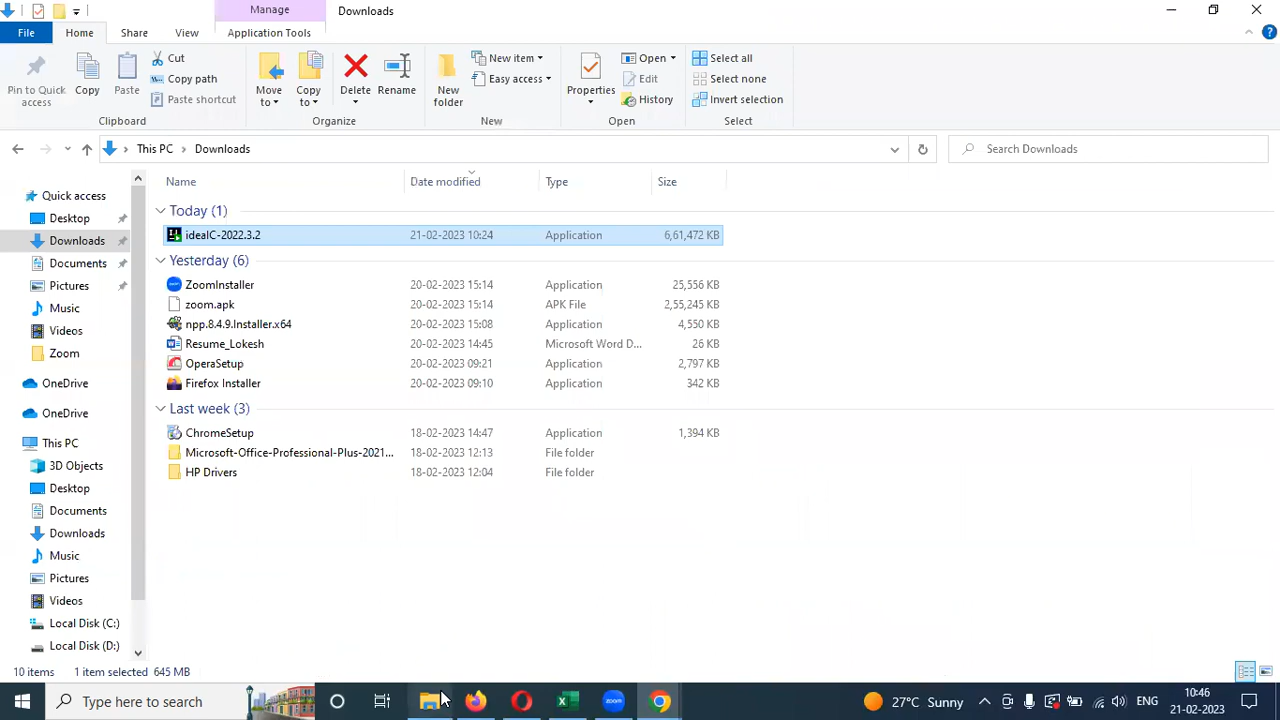 Manage
Downloads
File
Home
Share
View
Application Tools
Pin to Quick access
Copy
Paste
Cut
Copy path
Paste shortcut
Clipboard
Move to
Copy to
Delete
Rename
Organize
New folder
New item
Easy access
New
Properties
Open
Edit
History
Open
Select all
Select none
Invert selection
Select
This PC
Downloads
Search Downloads
Name
Date modified
Type
Size
Today (1)
ideaIC-2022.3.2 21-02-2023 10:24 Application 6,61,472 KB
Yesterday (6)
ZoomInstaller 20-02-2023 15:14 Application 25,556 KB
zoom.apk 20-02-2023 15:14 APK File 2,55,245 KB
npp.8.4.9.Installer.x64 20-02-2023 15:08 Application 4,550 KB
Resume_Lokesh 20-02-2023 14:45 Microsoft Word D... 26 KB
OperaSetup 20-02-2023 09:21 Application 2,797 KB
Firefox Installer 20-02-2023 09:10 Application 342 KB
Last week (3)
ChromeSetup 18-02-2023 14:47 Application 1,394 KB
Microsoft-Office-Professional-Plus-2021... 18-02-2023 12:13 File folder
HP Drivers 18-02-2023 12:04 File folder
Quick access
Desktop
Downloads
Documents
Pictures
Music
Videos
Zoom
OneDrive
OneDrive
This PC
3D Objects
Desktop
Documents
Downloads
Music
Pictures
Videos
Local Disk (C:)
Local Disk (D:)
10 items
1 item selected 645 MB
Type here to search
zoom
27°C Sunny
ENG
10:46
21-02-2023